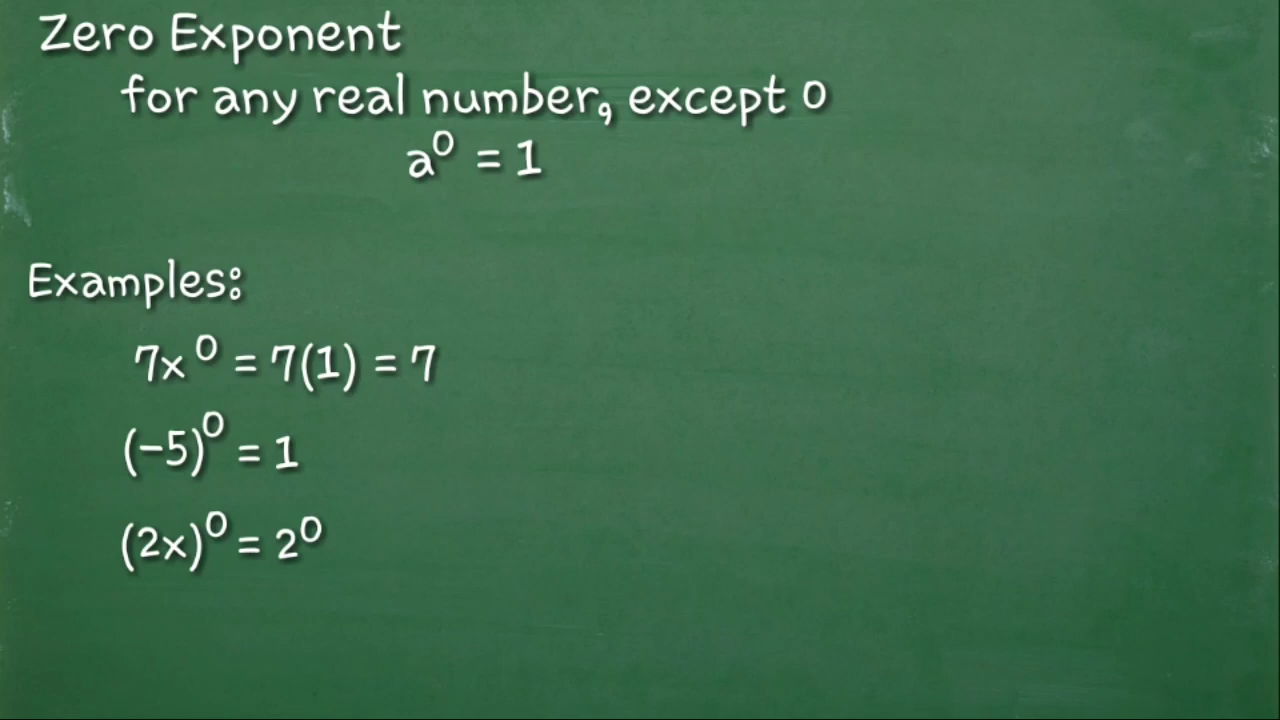 Zero Exponent
for any real number, except 0
a⁰ = 1
Examples:
7x⁰ = 7(1) = 7
(-5)⁰ = 1
(2x)⁰ = 2⁰